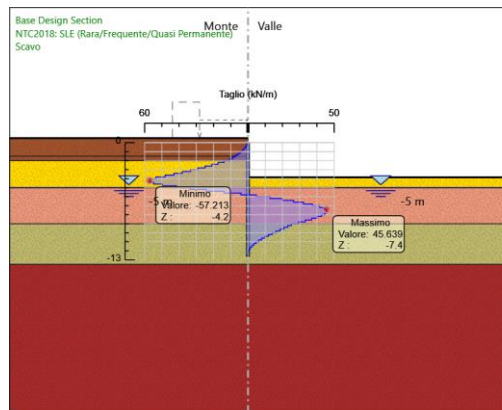 Base Design Section
NTC2018: SLE (Rara/Frequente/Quasi Permanente)
Scavo
Monte
Valle
Taglio (kN/m)
60
50
0
-5 m
-5 m
Minimo
Valore: -57.213
Z : -4.2
Massimo
Valore: 45.639
Z : -7.4
-13